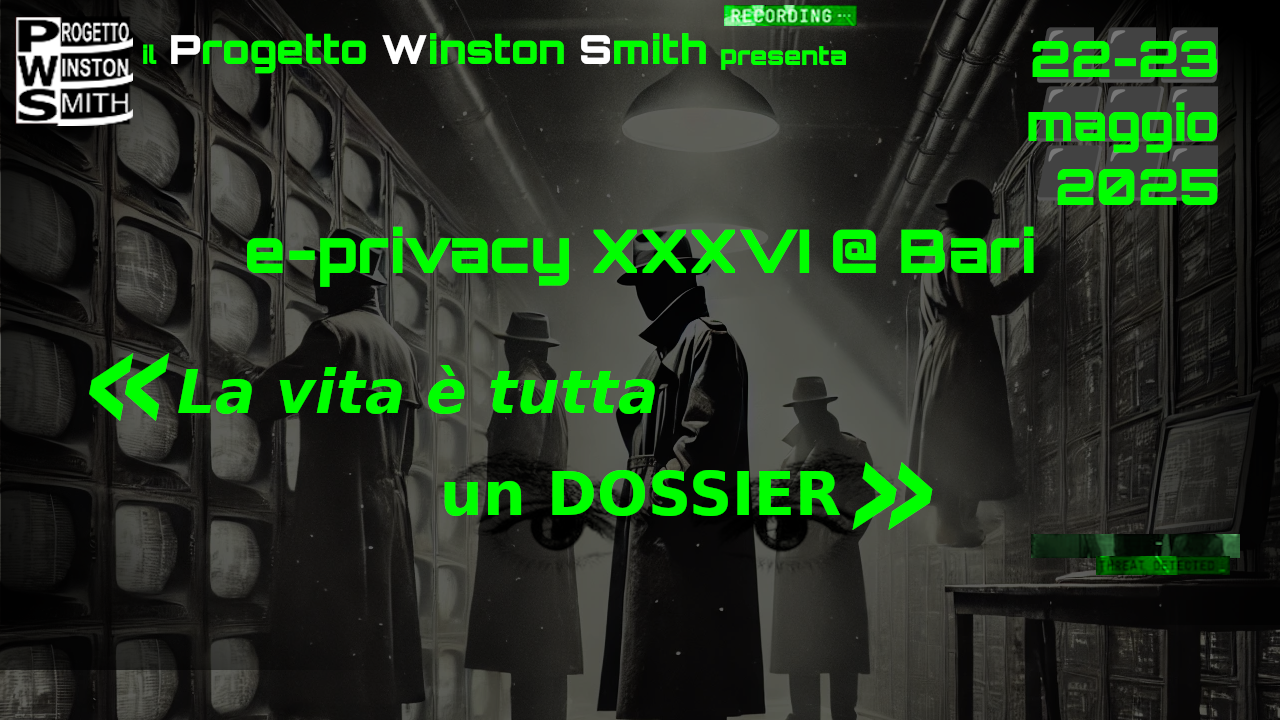 RECORDING ...
PROGETTO
WINSTON
SMITH
il Progetto Winston Smith presenta
22-23
maggio
2025
e-privacy XXXVI @ Bari
«La vita è tutta
un DOSSIER»
THREAT DETECTED